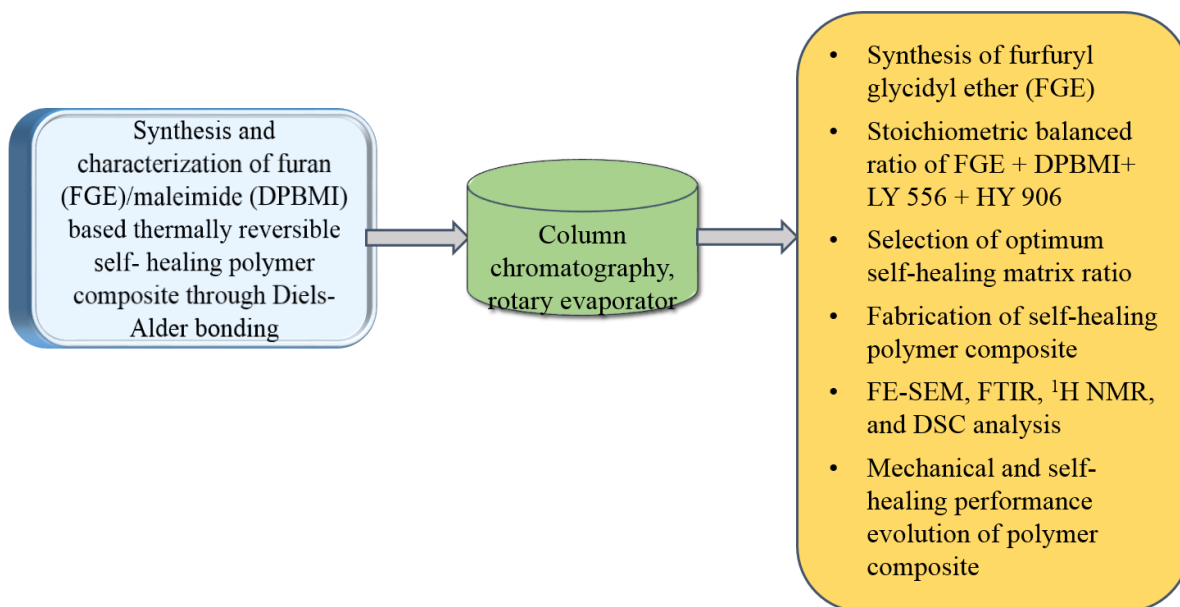 Synthesis and
characterization of furan
(FGE)/maleimide (DPBMI)
based thermally reversible
self- healing polymer
composite through Diels-
Alder bonding
Column
chromatography,
rotary evaporator
• Synthesis of furfuryl
glycidyl ether (FGE)
• Stoichiometric balanced
ratio of FGE + DPBMI+
LY 556 + HY 906
• Selection of optimum
self-healing matrix ratio
• Fabrication of self-healing
polymer composite
• FE-SEM, FTIR, ¹H NMR,
and DSC analysis
• Mechanical and self-
healing performance
evolution of polymer
composite